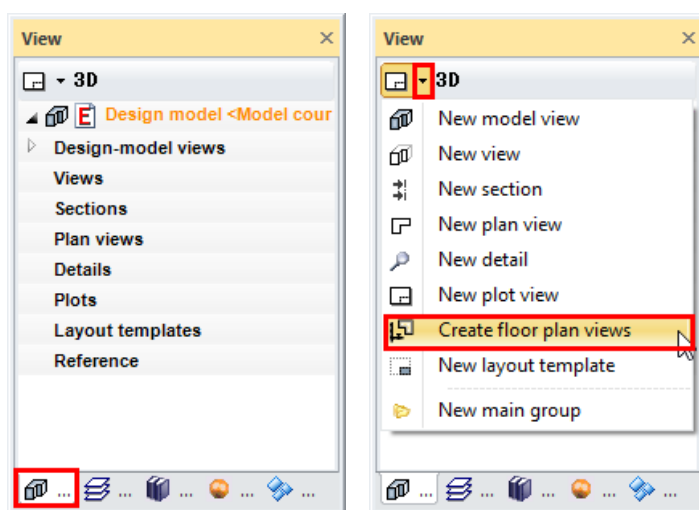 View
3D
E Design model <Model cour
Design-model views
Views
Sections
Plan views
Details
Plots
Layout templates
Reference
... ... ... ... ...
View
3D
New model view
New view
New section
New plan view
New detail
New plot view
Create floor plan views
New layout template
New main group
... ... ... ... ...